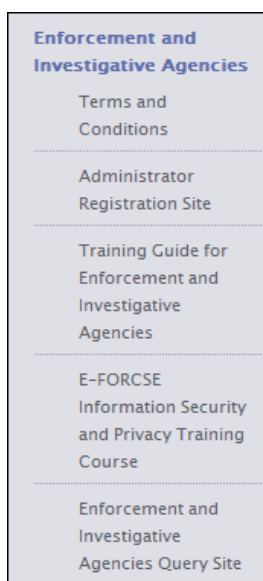 Enforcement and
Investigative Agencies
Terms and
Conditions
Administrator
Registration Site
Training Guide for
Enforcement and
Investigative
Agencies
E-FORCSE
Information Security
and Privacy Training
Course
Enforcement and
Investigative
Agencies Query Site